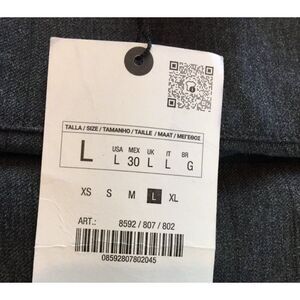 TALLA / SIZE / TAMANHO / TAILLE / MAAT / ΜΕΓΕΘΟΣ
L
USA MEX UK IT BR
L 30 L L G
XS S M L XL
ART.: 8592 / 807 / 802
08592807802045